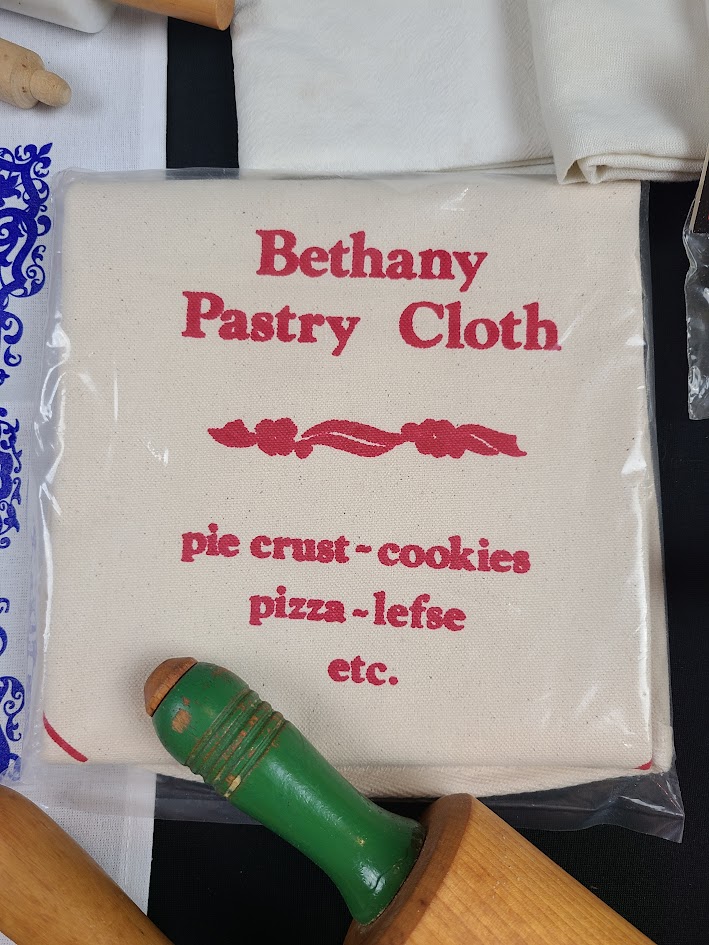 Bethany
Pastry Cloth
pie crust~cookies
pizza~lefse
etc.